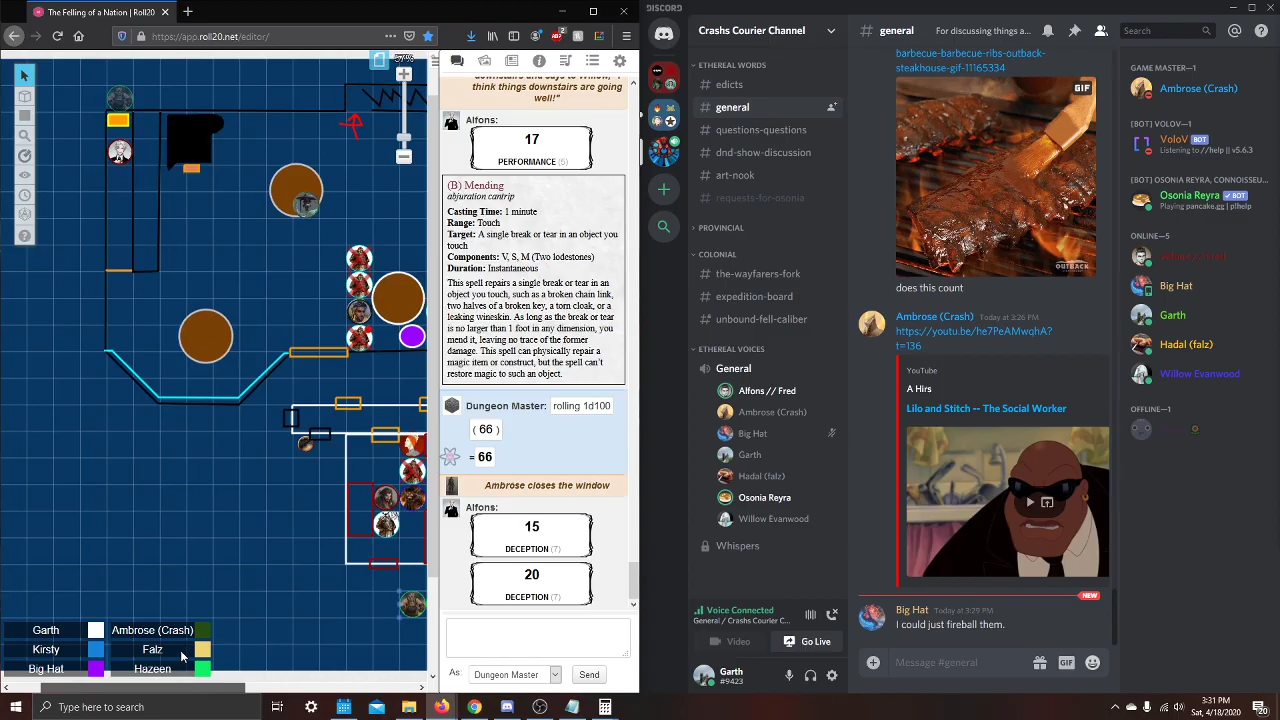 The Felling of a Nation | Roll20
https://app.roll20.net/editor/
downstairs and says to Willow, "I
think things downstairs are going
well!"
Alfons:
17
PERFORMANCE (5)
(B) Mending
abjuration cantrip
Casting Time: 1 minute
Range: Touch
Target: A single break or tear in an object you
touch
Components: V, S, M (Two lodestones)
Duration: Instantaneous
This spell repairs a single break or tear in an
object you touch, such as a broken chain link,
two halves of a broken key, a torn cloak, or a
leaking wineskin. As long as the break or tear
is no larger than 1 foot in any dimension, you
mend it, leaving no trace of the former
damage. This spell can physically repair a
magic item or construct, but the spell can't
restore magic to such an object.
Dungeon Master: rolling 1d100
( 66 )
= 66
Ambrose closes the window
Alfons:
15
DECEPTION (7)
20
DECEPTION (7)
As: Dungeon Master Send
Garth
Ambrose (Crash)
Kirsty
Falz
Big Hat
Hazeen
DISCORD
Crashs Courier Channel
ETHEREAL WORDS
edicts
general
questions-questions
dnd-show-discussion
art-nook
requests-for-osonia
PROVINCIAL
COLONIAL
the-wayfarers-fork
expedition-board
unbound-fell-caliber
ETHEREAL VOICES
General
Alfons // Fred
Ambrose (Crash)
Big Hat
Garth
Hadal (falz)
Osonia Reyra
Willow Evanwood
Whispers
Voice Connected
General / Crashs Courier C...
Video
Go Live
Garth
#9423
# general
For discussing things a...
Search
barbecue-barbecue-ribs-outback-
steakhouse-gif-11165334
GIF
OUTBACK
does this count
Ambrose (Crash) Today at 3:26 PM
https://youtu.be/he7PeAMwqhA?
t=136
YouTube
A Hirs
Lilo and Stitch -- The Social Worker
NEW
Big Hat Today at 3:29 PM
I could just fireball them.
Message #general
GIF
GAME MASTER—1
Ambrose (Crash)
[BOT] VOLOV—1
VoloV BOT
Listening to //help || v5.6.3
[BOT] OSONIA REYRA, CONNOISSEU...
Osonia Reyra BOT
Playing pancake.gg | p!help
ONLINE—5
Alfons // Fred
Big Hat
Garth
Hadal (falz)
Willow Evanwood
OFFLINE—1
Type here to search
3:31 PM
Sat, 4/18/2020